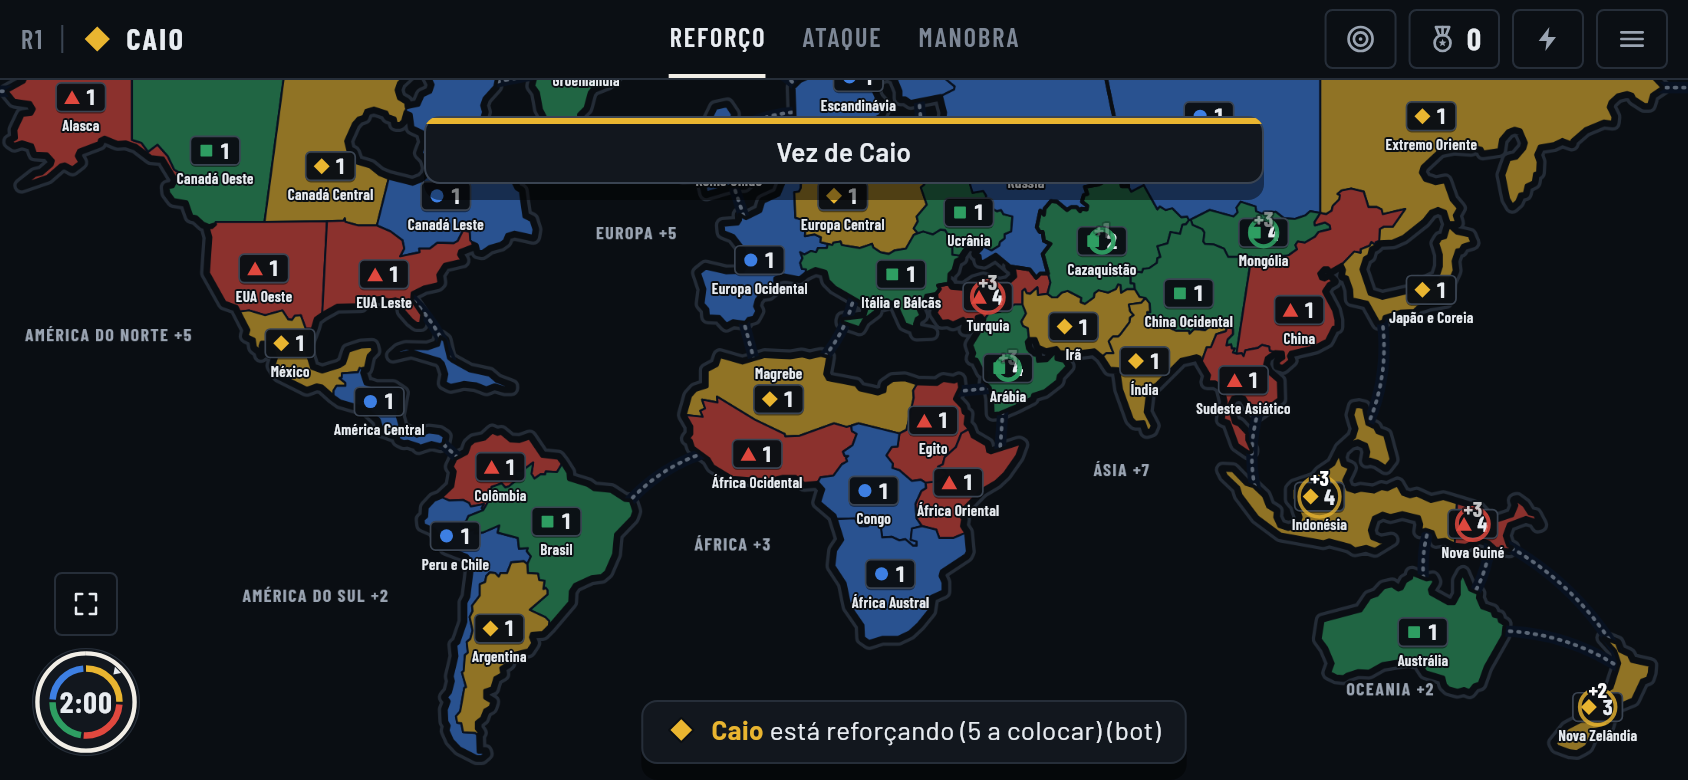 R1
CAIO
REFORÇO
ATAQUE
MANOBRA
0
Vez de Caio
1
Alasca
1
Canadá Oeste
1
Canadá Central
1
Canadá Leste
Groenlândia
Escandinávia
1
Extremo Oriente
1
Europa Central
1
Ucrânia
Rússia
EUROPA +5
1
EUA Oeste
1
EUA Leste
1
Europa Ocidental
1
Itália e Bálcãs
Cazaquistão
+3
4
Mongólia
1
China Ocidental
1
China
1
Japão e Coreia
+3
4
Turquia
1
Irã
1
Índia
+3
4
Arábia
1
Sudeste Asiático
AMÉRICA DO NORTE +5
1
México
1
América Central
Magrebe
1
1
Egito
1
África Ocidental
1
África Oriental
1
Congo
1
África Austral
ÁFRICA +3
ÁSIA +7
1
Colômbia
1
Brasil
1
Peru e Chile
1
Argentina
AMÉRICA DO SUL +2
+3
4
Indonésia
+3
4
Nova Guiné
1
Austrália
OCEANIA +2
+2
3
Nova Zelândia
2:00
Caio está reforçando (5 a colocar) (bot)